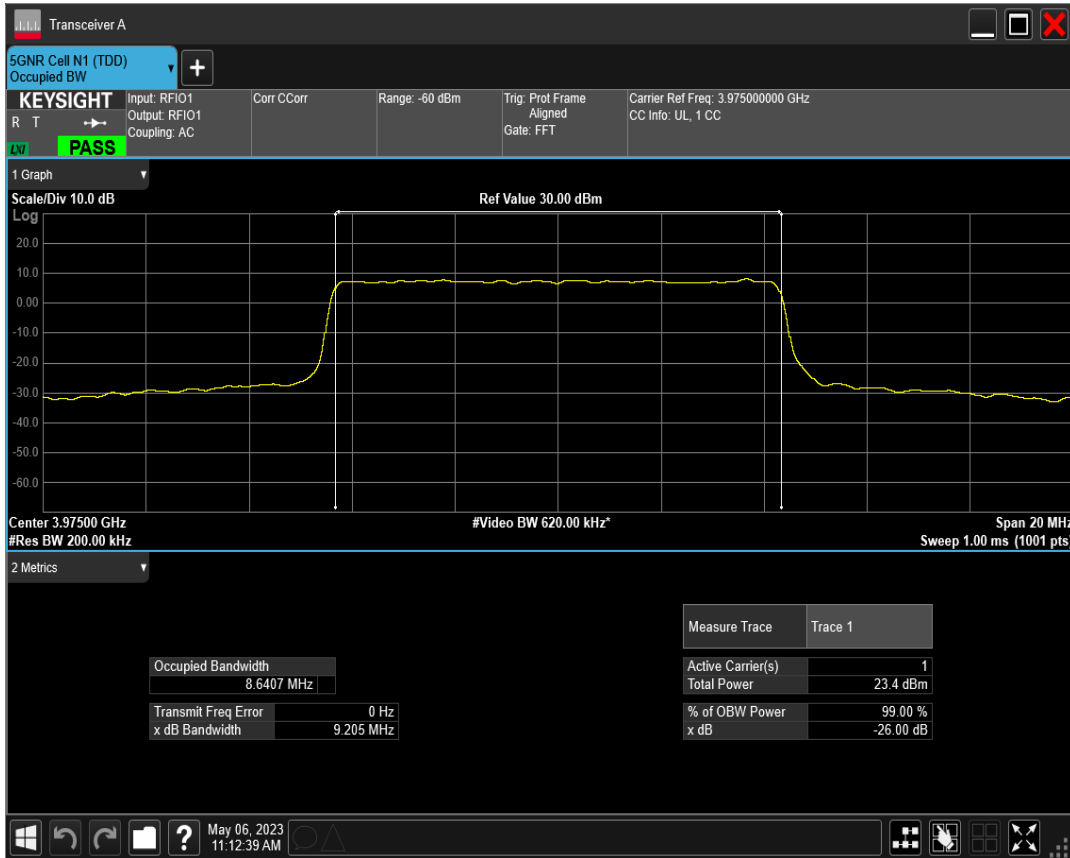 Transceiver A
5GNR Cell N1 (TDD)
Occupied BW
+
KEYSIGHT
R T
LXI
PASS
Input: RFIO1
Output: RFIO1
Coupling: AC
Corr CCorr
Range: -60 dBm
Trig: Prot Frame
Aligned
Gate: FFT
Carrier Ref Freq: 3.975000000 GHz
CC Info: UL, 1 CC
1 Graph
Scale/Div 10.0 dB
Ref Value 30.00 dBm
Log
20.0
10.0
0.00
-10.0
-20.0
-30.0
-40.0
-50.0
-60.0
Center 3.97500 GHz
#Video BW 620.00 kHz*
Span 20 MHz
#Res BW 200.00 kHz
Sweep 1.00 ms (1001 pts)
2 Metrics
Measure Trace Trace 1
Occupied Bandwidth
8.6407 MHz
Active Carrier(s) 1
Total Power 23.4 dBm
Transmit Freq Error 0 Hz
x dB Bandwidth 9.205 MHz
% of OBW Power 99.00 %
x dB -26.00 dB
?
May 06, 2023
11:12:39 AM